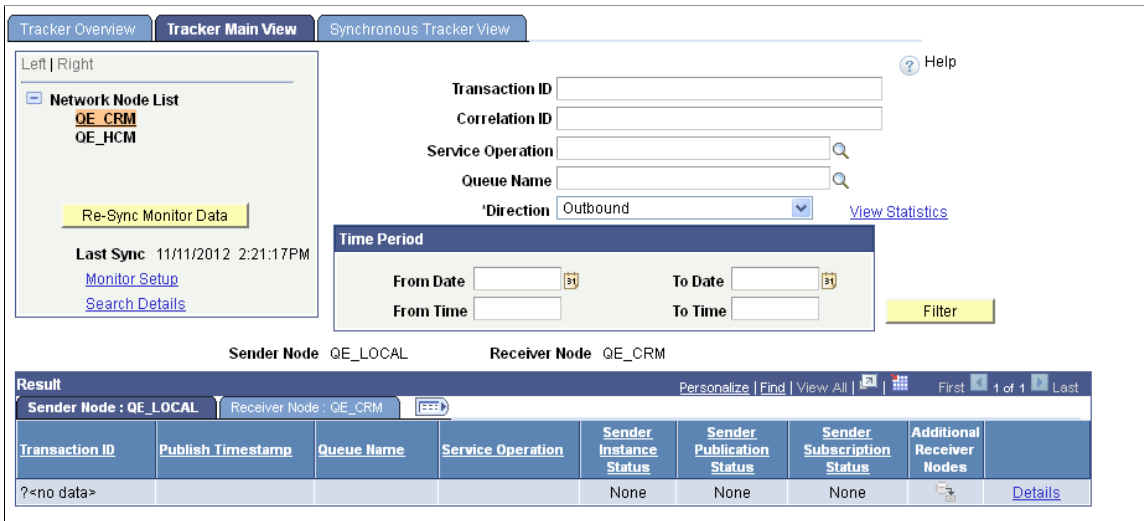 Tracker Overview Tracker Main View Synchronous Tracker View
Left | Right
Help
Network Node List
QE_CRM
QE_HCM
Re-Sync Monitor Data
Last Sync 11/11/2012 2:21:17PM
Monitor Setup
Search Details
Transaction ID
Correlation ID
Service Operation
Queue Name
*Direction Outbound View Statistics
Time Period
From Date 31 To Date 31
From Time To Time
Filter
Sender Node QE_LOCAL Receiver Node QE_CRM
Result Personalize | Find | View All | First 1 of 1 Last
Sender Node : QE_LOCAL Receiver Node : QE_CRM
Transaction ID Publish Timestamp Queue Name Service Operation Sender Instance Status Sender Publication Status Sender Subscription Status Additional Receiver Nodes
?<no data> None None None Details